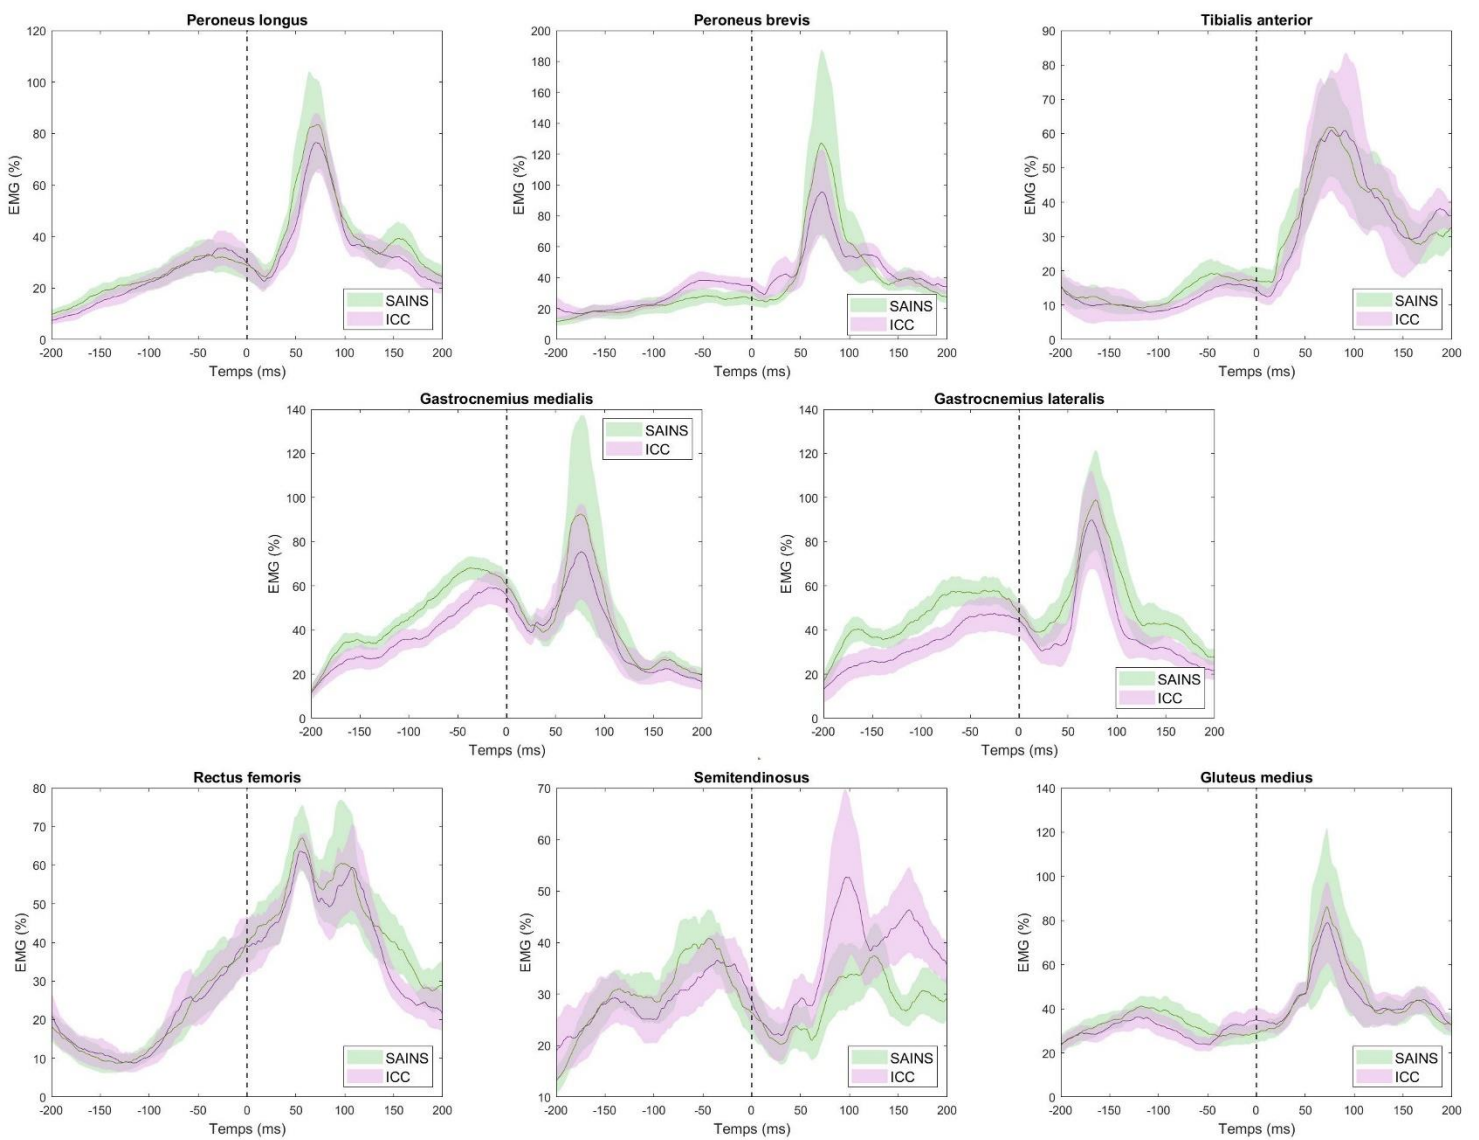 Peroneus longus
120
100
80
60
40
20
0
EMG (%)
-200 -150 -100 -50 0 50 100 150 200
Temps (ms)
SAINS
ICC
Peroneus brevis
200
180
160
140
120
100
80
60
40
20
0
EMG (%)
-200 -150 -100 -50 0 50 100 150 200
Temps (ms)
SAINS
ICC
Tibialis anterior
90
80
70
60
50
40
30
20
10
0
EMG (%)
-200 -150 -100 -50 0 50 100 150 200
Temps (ms)
SAINS
ICC
Gastrocnemius medialis
140
120
100
80
60
40
20
0
EMG (%)
-200 -150 -100 -50 0 50 100 150 200
Temps (ms)
SAINS
ICC
Gastrocnemius lateralis
140
120
100
80
60
40
20
0
EMG (%)
-200 -150 -100 -50 0 50 100 150 200
Temps (ms)
SAINS
ICC
Rectus femoris
80
70
60
50
40
30
20
10
0
EMG (%)
-200 -150 -100 -50 0 50 100 150 200
Temps (ms)
SAINS
ICC
Semitendinosus
70
60
50
40
30
20
10
EMG (%)
-200 -150 -100 -50 0 50 100 150 200
Temps (ms)
SAINS
ICC
Gluteus medius
140
120
100
80
60
40
20
0
EMG (%)
-200 -150 -100 -50 0 50 100 150 200
Temps (ms)
SAINS
ICC